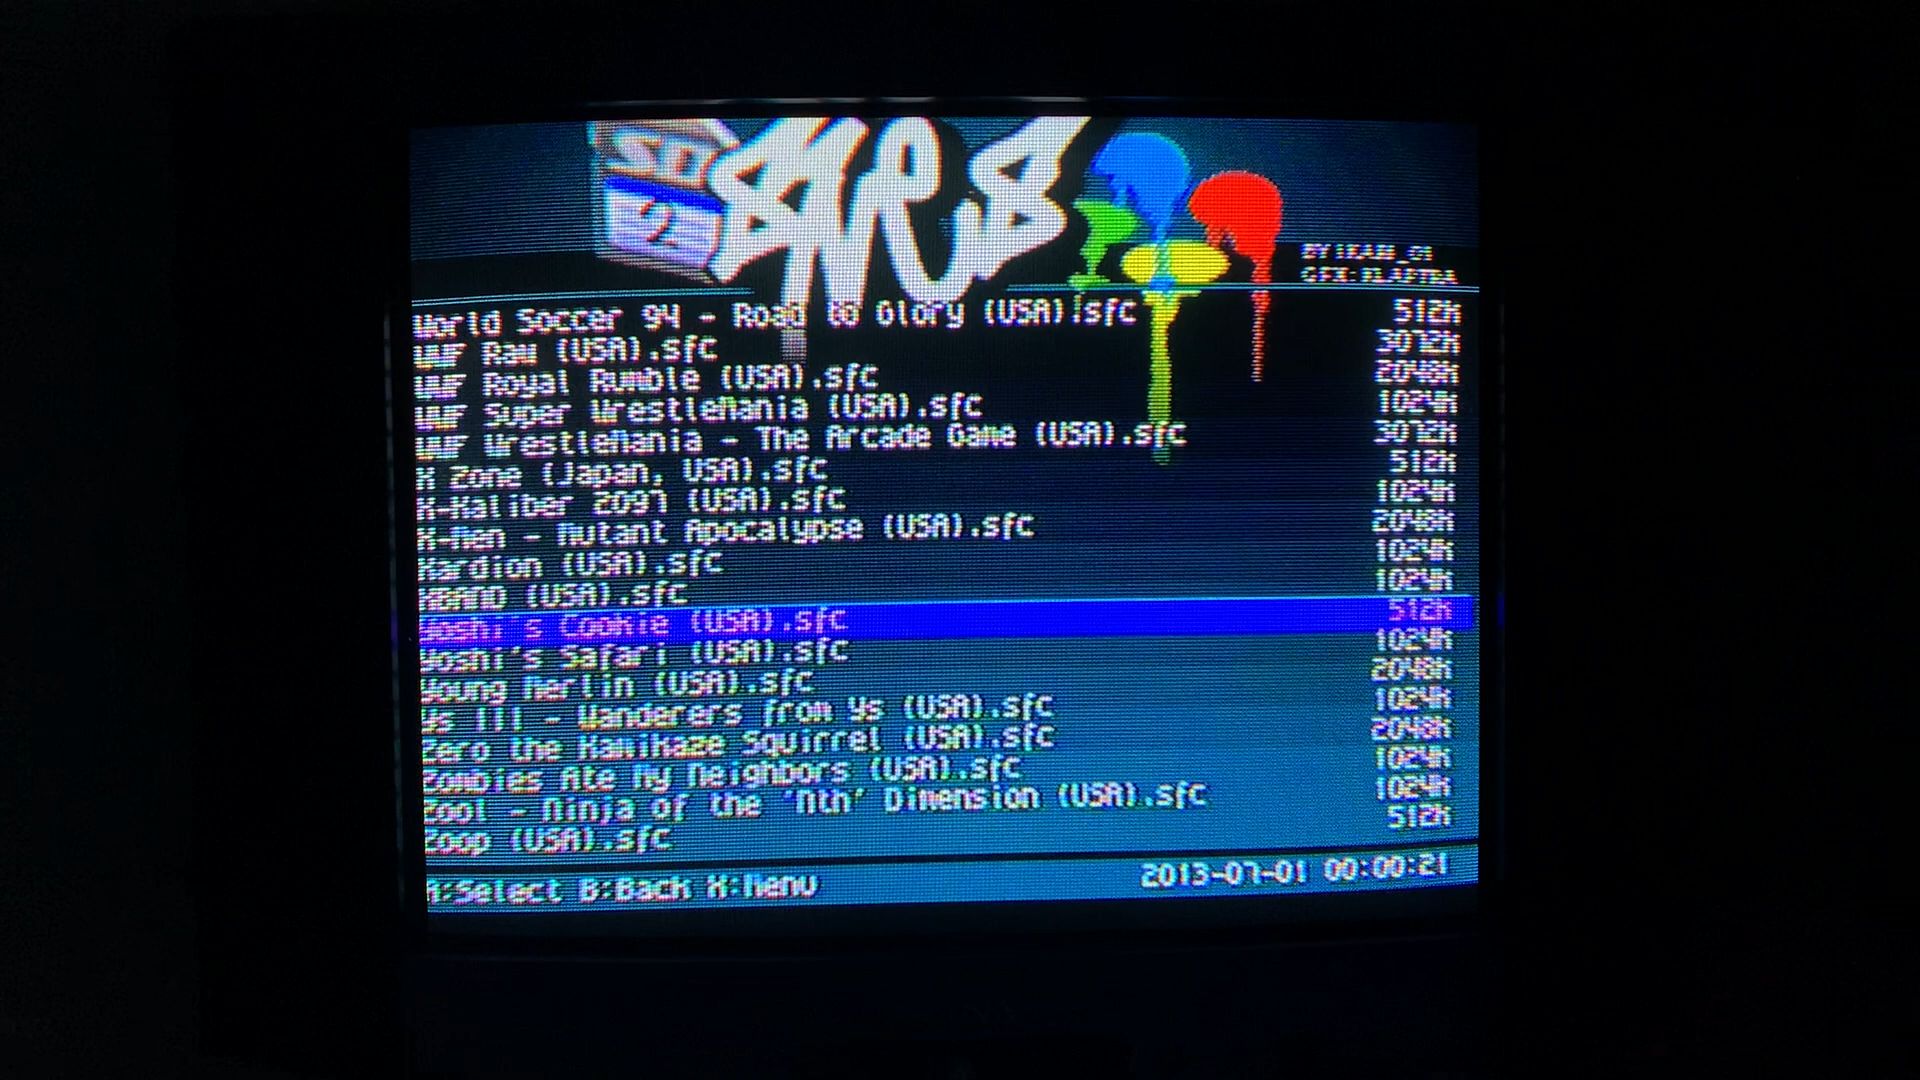 SD
2
SNES
BY:IKARI_01
World Soccer 94 - Road to Glory (USA).sfc 512K
WWF Raw (USA).sfc 3072K
WWF Royal Rumble (USA).sfc 2048K
WWF Super WrestleMania (USA).sfc 1024K
WWF WrestleMania - The Arcade Game (USA).sfc 3072K
X Zone (Japan, USA).sfc 512K
X-Kaliber 2097 (USA).sfc 1024K
X-Men - Mutant Apocalypse (USA).sfc 2048K
Xardion (USA).sfc 1024K
XBAND (USA).sfc 1024K
Yoshi's Cookie (USA).sfc 512K
Yoshi's Safari (USA).sfc 1024K
Young Merlin (USA).sfc 2048K
Ys III - Wanderers from Ys (USA).sfc 1024K
Zero the Kamikaze Squirrel (USA).sfc 2048K
Zombies Ate My Neighbors (USA).sfc 1024K
Zool - Ninja of the 'Nth' Dimension (USA).sfc 1024K
Zoop (USA).sfc 512K
A:Select B:Back X:Menu 2013-07-01 00:00:21